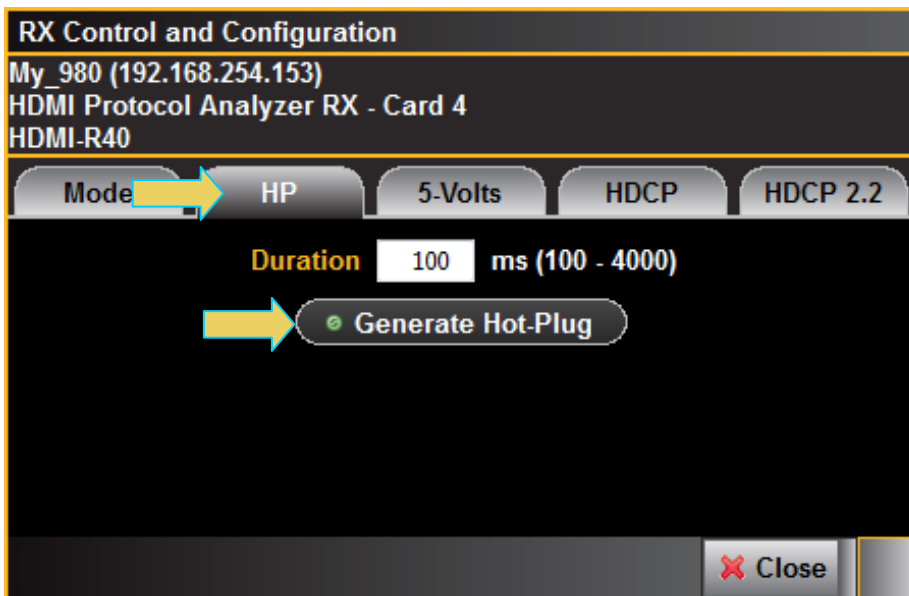 RX Control and Configuration
My_980 (192.168.254.153)
HDMI Protocol Analyzer RX - Card 4
HDMI-R40
Mode HP 5-Volts HDCP HDCP 2.2
Duration 100 ms (100 - 4000)
Generate Hot-Plug
Close